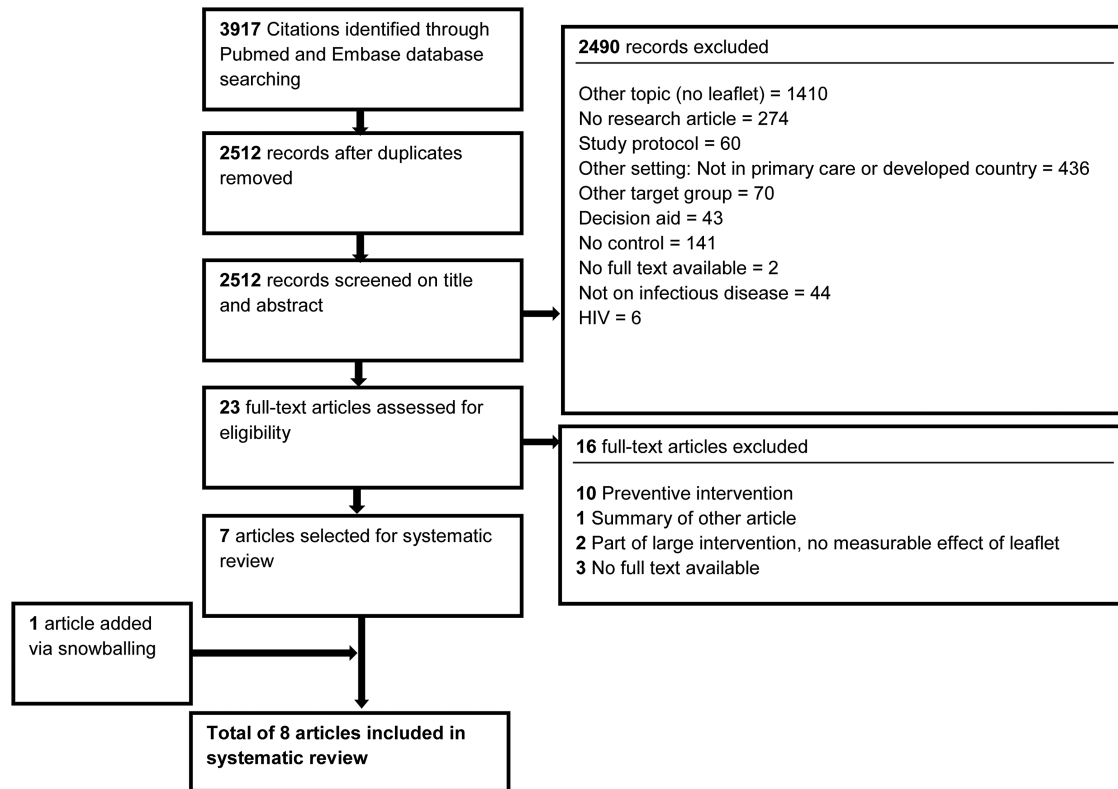 3917 Citations identified through
Pubmed and Embase database
searching
2512 records after duplicates
removed
2512 records screened on title
and abstract
2490 records excluded
Other topic (no leaflet) = 1410
No research article = 274
Study protocol = 60
Other setting: Not in primary care or developed country = 436
Other target group = 70
Decision aid = 43
No control = 141
No full text available = 2
Not on infectious disease = 44
HIV = 6
23 full-text articles assessed for
eligibility
16 full-text articles excluded
10 Preventive intervention
1 Summary of other article
2 Part of large intervention, no measurable effect of leaflet
3 No full text available
7 articles selected for systematic
review
1 article added
via snowballing
Total of 8 articles included in
systematic review